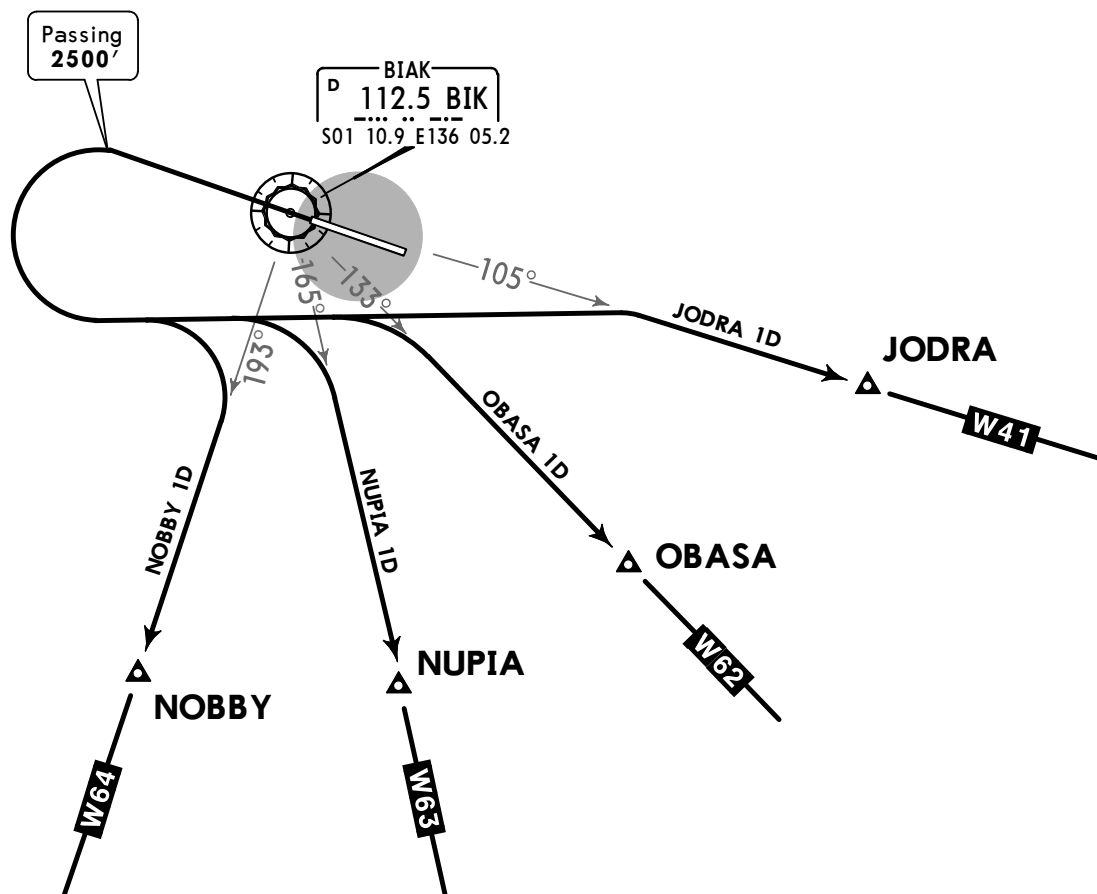 Passing
2500'
BIAK
D 112.5 BIK
S01 10.9 E136 05.2
105°
133°
165°
193°
JODRA 1D
JODRA
W41
OBASA 1D
OBASA
W62
NUPIA 1D
NUPIA
W63
NOBBY 1D
NOBBY
W64